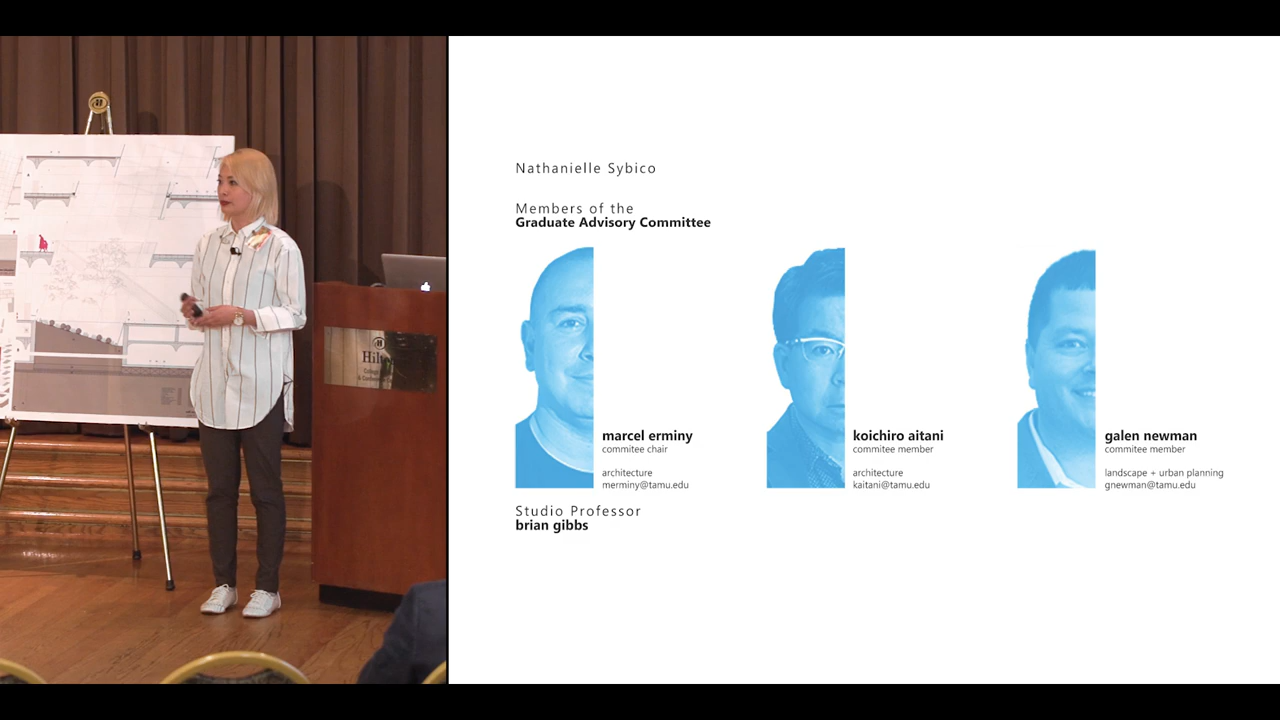 Nathanielle Sybico
Members of the
Graduate Advisory Committee
marcel erminy
commitee chair
architecture
merminy@tamu.edu
koichiro aitani
commitee member
architecture
kaitani@tamu.edu
galen newman
commitee member
landscape + urban planning
gnewman@tamu.edu
Studio Professor
brian gibbs